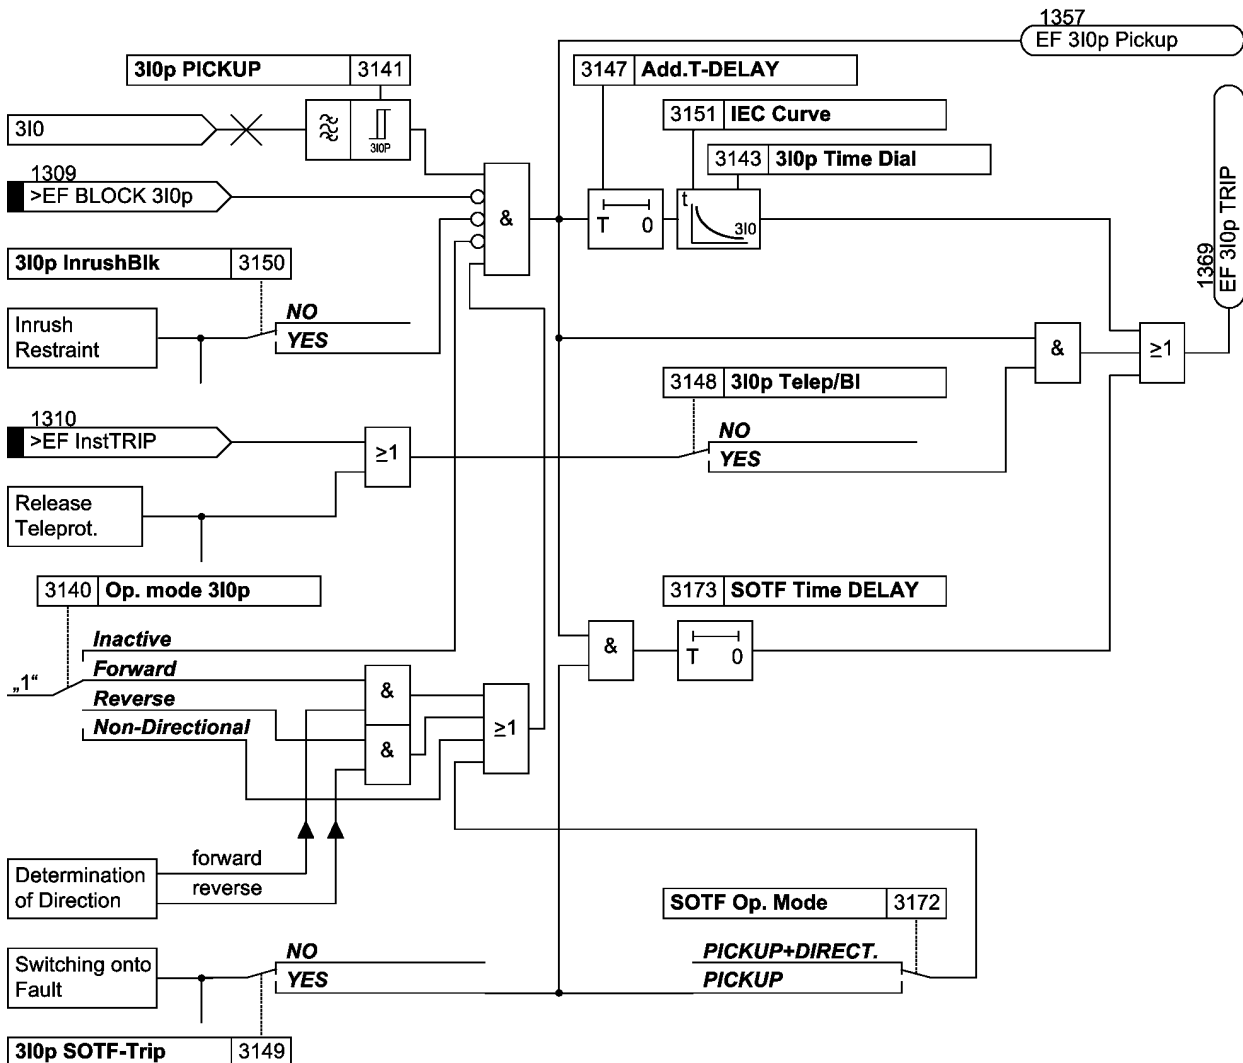 1357
EF 3I0p Pickup
3I0p PICKUP 3141
3147 Add.T-DELAY
3I0
3I0P
3151 IEC Curve
1309
>EF BLOCK 3I0p
3143 3I0p Time Dial
&
T 0
t
3I0
1369
EF 3I0p TRIP
3I0p InrushBlk 3150
NO
YES
Inrush
Restraint
&
≥1
3148 3I0p Telep/BI
1310
>EF InstTRIP
≥1
NO
YES
Release
Teleprot.
3140 Op. mode 3I0p
3173 SOTF Time DELAY
Inactive
&
T 0
Forward
„1“
&
Reverse
Non-Directional
&
≥1
forward
Determination
of Direction
reverse
SOTF Op. Mode 3172
Switching onto
Fault
NO
YES
PICKUP+DIRECT.
PICKUP
3I0p SOTF-Trip 3149